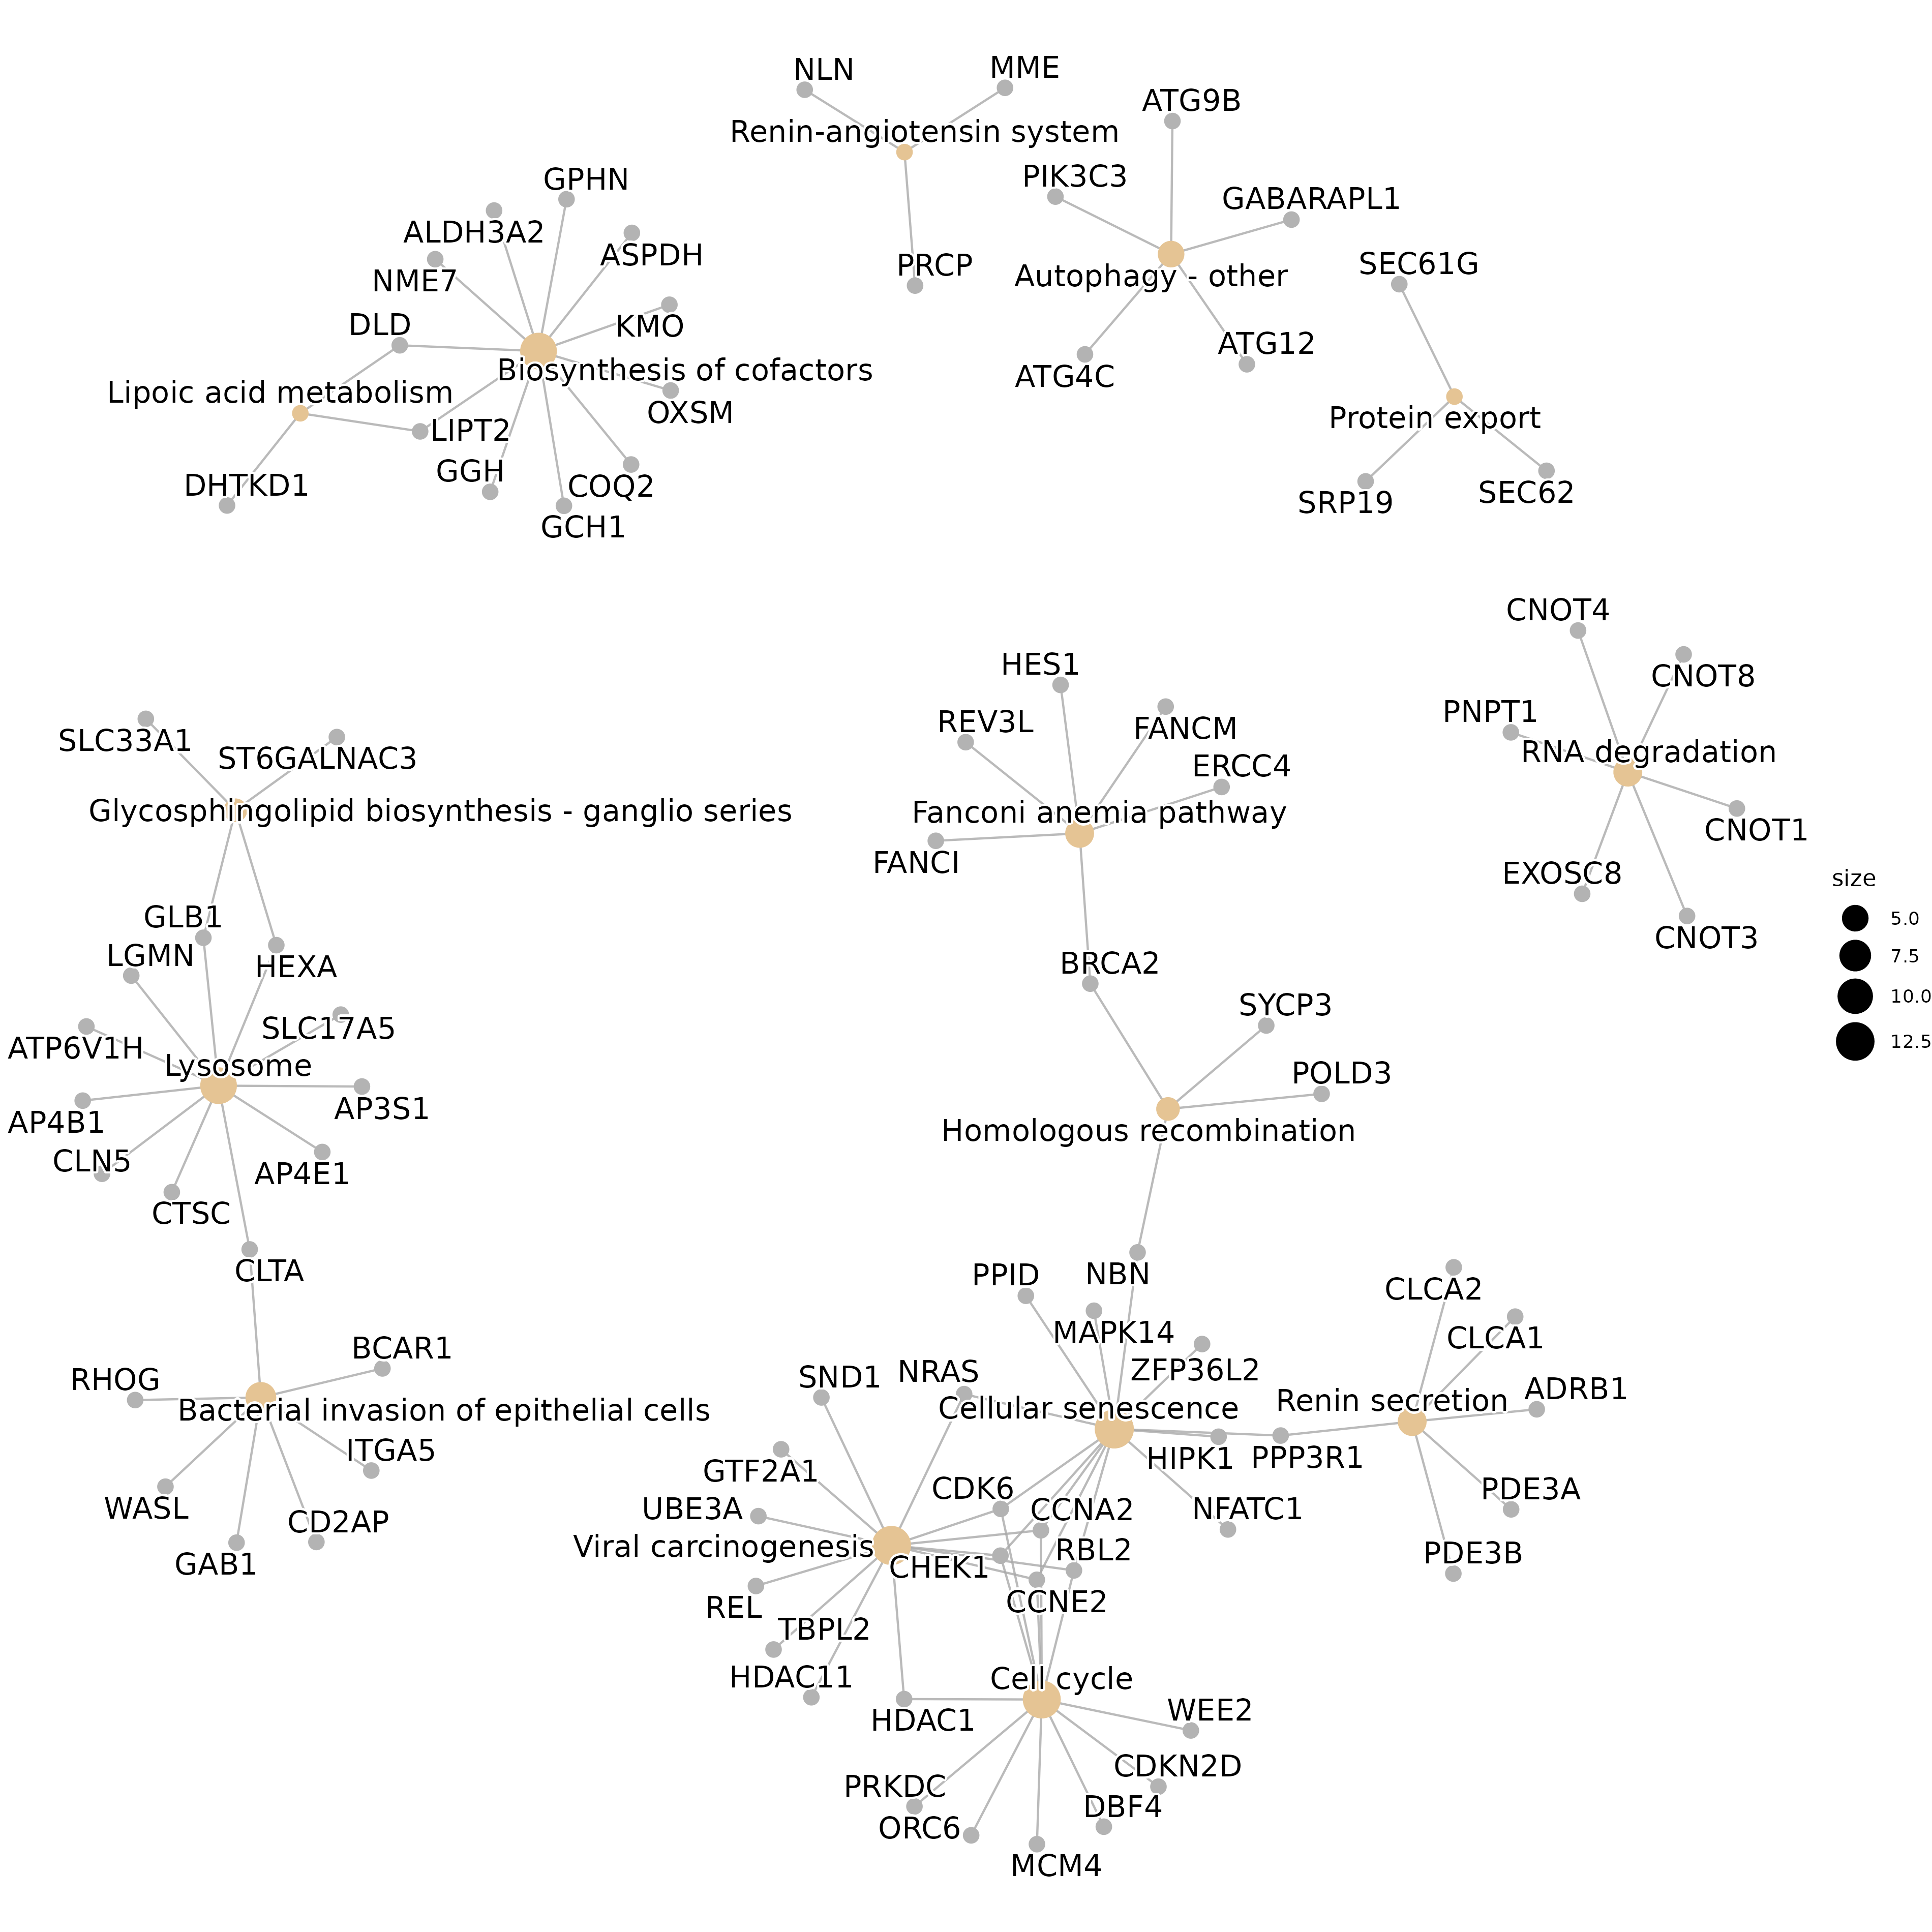 NLN
MME
Renin-angiotensin system
ATG9B
PIK3C3
GPHN
GABARAPL1
ALDH3A2
ASPDH
PRCP
SEC61G
Autophagy - other
NME7
DLD
KMO
ATG12
Biosynthesis of cofactors
ATG4C
Lipoic acid metabolism
OXSM
Protein export
LIPT2
GGH
DHTKD1
COQ2
SEC62
SRP19
GCH1
CNOT4
HES1
CNOT8
PNPT1
REV3L
FANCM
SLC33A1
RNA degradation
ST6GALNAC3
ERCC4
Glycosphingolipid biosynthesis - ganglio series
Fanconi anemia pathway
CNOT1
FANCI
EXOSC8
size
5.0
7.5
10.0
12.5
GLB1
CNOT3
LGMN
HEXA
BRCA2
SYCP3
SLC17A5
ATP6V1H
Lysosome
POLD3
AP3S1
AP4B1
Homologous recombination
CLN5
AP4E1
CTSC
CLTA
PPID
NBN
CLCA2
MAPK14
CLCA1
BCAR1
ZFP36L2
NRAS
SND1
RHOG
ADRB1
Renin secretion
Cellular senescence
Bacterial invasion of epithelial cells
ITGA5
HIPK1
PPP3R1
GTF2A1
CDK6
PDE3A
WASL
UBE3A
CCNA2
NFATC1
CD2AP
Viral carcinogenesis
RBL2
PDE3B
GAB1
CHEK1
CCNE2
REL
TBPL2
HDAC11
Cell cycle
WEE2
HDAC1
CDKN2D
PRKDC
DBF4
ORC6
MCM4